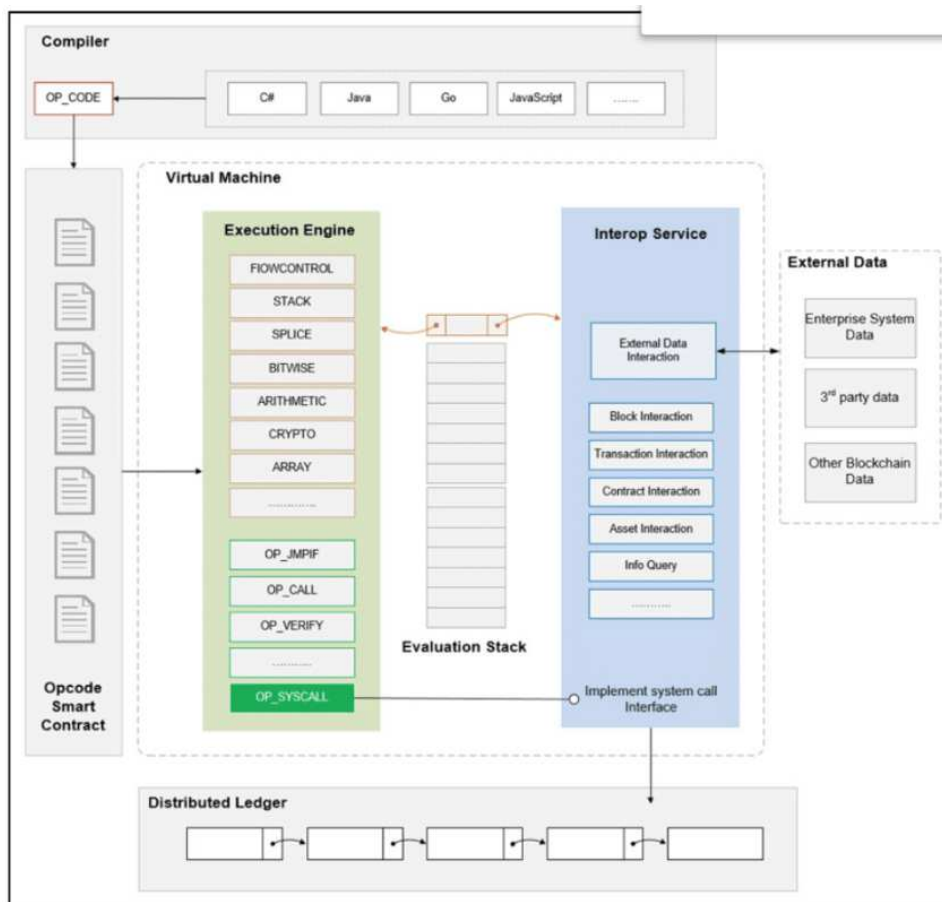 Compiler
OP_CODE
C#
Java
Go
JavaScript
.......
Virtual Machine
Execution Engine
FIOWCONTROL
STACK
SPLICE
BITWISE
ARITHMETIC
CRYPTO
ARRAY
.............
OP_JMPIF
OP_CALL
OP_VERIFY
.............
OP_SYSCALL
Evaluation Stack
Interop Service
External Data
Interaction
Block Interaction
Transaction Interaction
Contract Interaction
Asset Interaction
Info Query
...........
Implement system call
Interface
External Data
Enterprise System
Data
3rd party data
Other Blockchain
Data
Opcode
Smart
Contract
Distributed Ledger